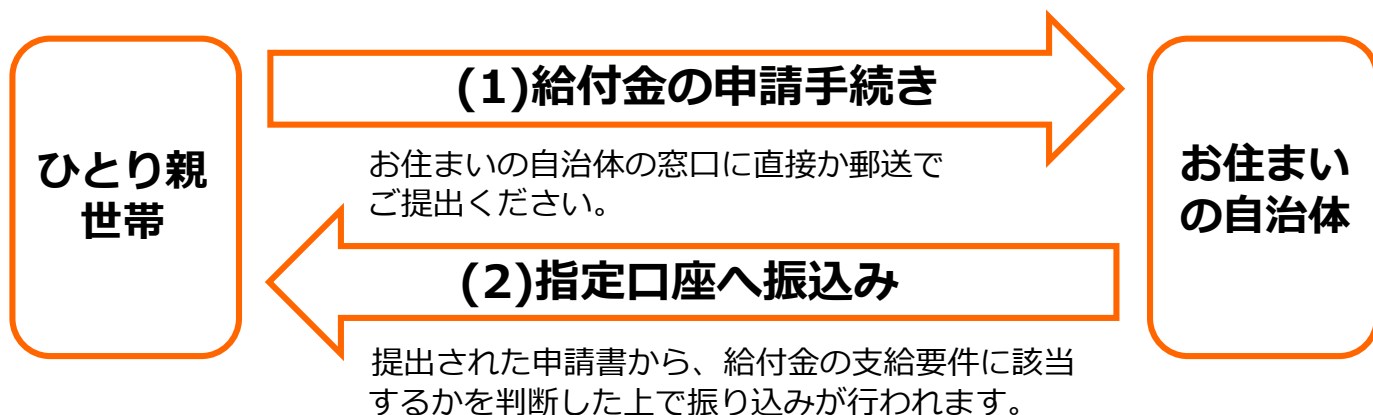 ひとり親
世帯
(1)給付金の申請手続き
お住まいの自治体の窓口に直接か郵送で
ご提出ください。
(2)指定口座へ振込み
提出された申請書から、給付金の支給要件に該当
するかを判断した上で振り込みが行われます。
お住まい
の自治体